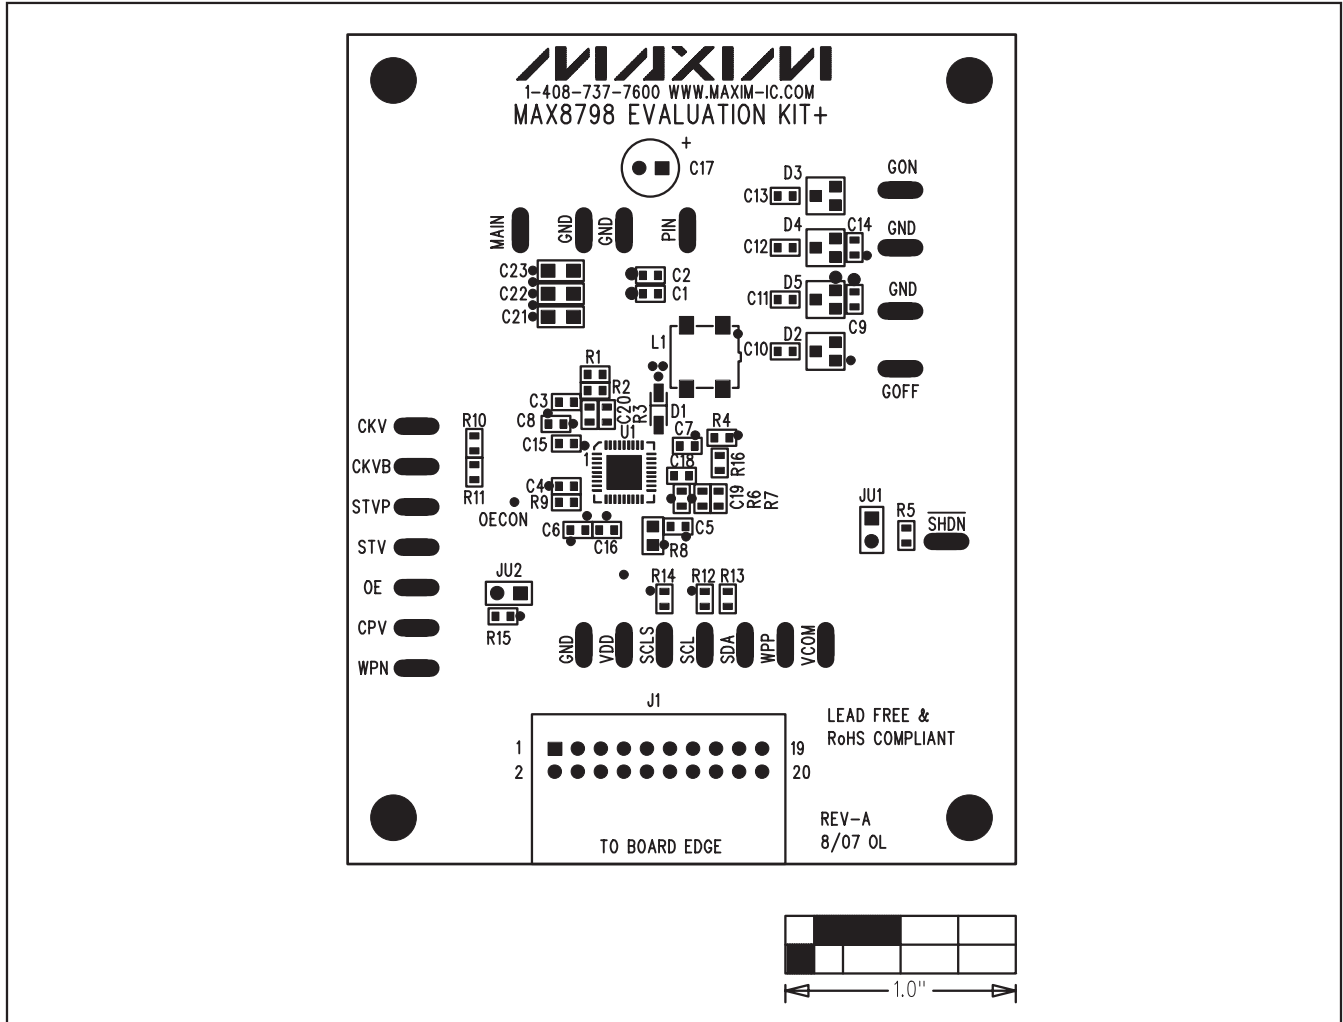 MAXIM
1-408-737-7600 WWW.MAXIM-IC.COM
MAX8798 EVALUATION KIT+
+
C17
D3
GON
C13
MAIN
GND
GND
PIN
D4
C14
GND
C12
C23
C2
D5
GND
C22
C1
C11
C21
C9
L1
D2
C10
GOFF
R1
R2
C3
C20
R3
D1
C8
U1
C7
R4
CKV
R10
C15
1
C18
R16
CKVB
R11
C4
C19
R6
R7
STVP
R9
OECON
JU1
R5
SHDN
C6
C16
C5
R8
STV
JU2
R14
R12
R13
OE
CPV
R15
GND
VDD
SCLS
SCL
SDA
WPP
VCOM
WPN
J1
LEAD FREE &
RoHS COMPLIANT
1
19
2
20
REV-A
8/07 OL
TO BOARD EDGE
1.0"